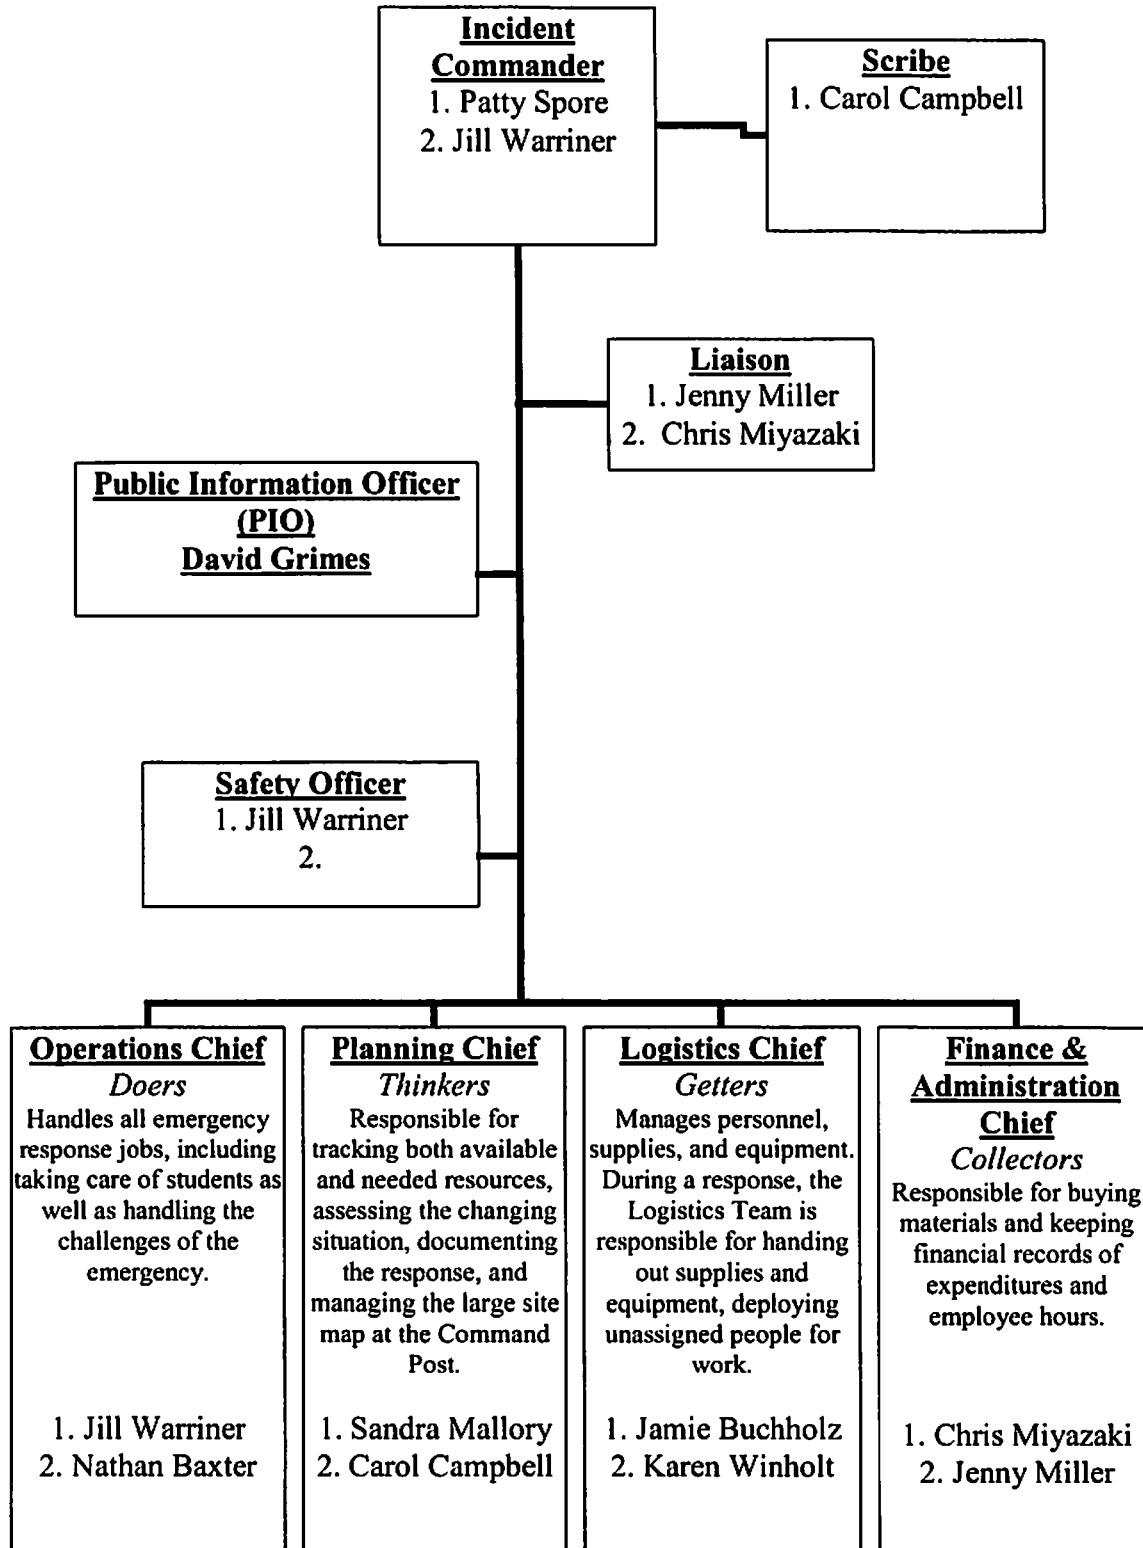 Incident
Commander
1. Patty Spore
2. Jill Warriner
Scribe
1. Carol Campbell
Liaison
1. Jenny Miller
2. Chris Miyazaki
Public Information Officer
(PIO)
David Grimes
Safety Officer
1. Jill Warriner
2.
Operations Chief
Doers
Handles all emergency
response jobs, including
taking care of students as
well as handling the
challenges of the
emergency.
1. Jill Warriner
2. Nathan Baxter
Planning Chief
Thinkers
Responsible for
tracking both available
and needed resources,
assessing the changing
situation, documenting
the response, and
managing the large site
map at the Command
Post.
1. Sandra Mallory
2. Carol Campbell
Logistics Chief
Getters
Manages personnel,
supplies, and equipment.
During a response, the
Logistics Team is
responsible for handing
out supplies and
equipment, deploying
unassigned people for
work.
1. Jamie Buchholz
2. Karen Winholt
Finance &
Administration
Chief
Collectors
Responsible for buying
materials and keeping
financial records of
expenditures and
employee hours.
1. Chris Miyazaki
2. Jenny Miller